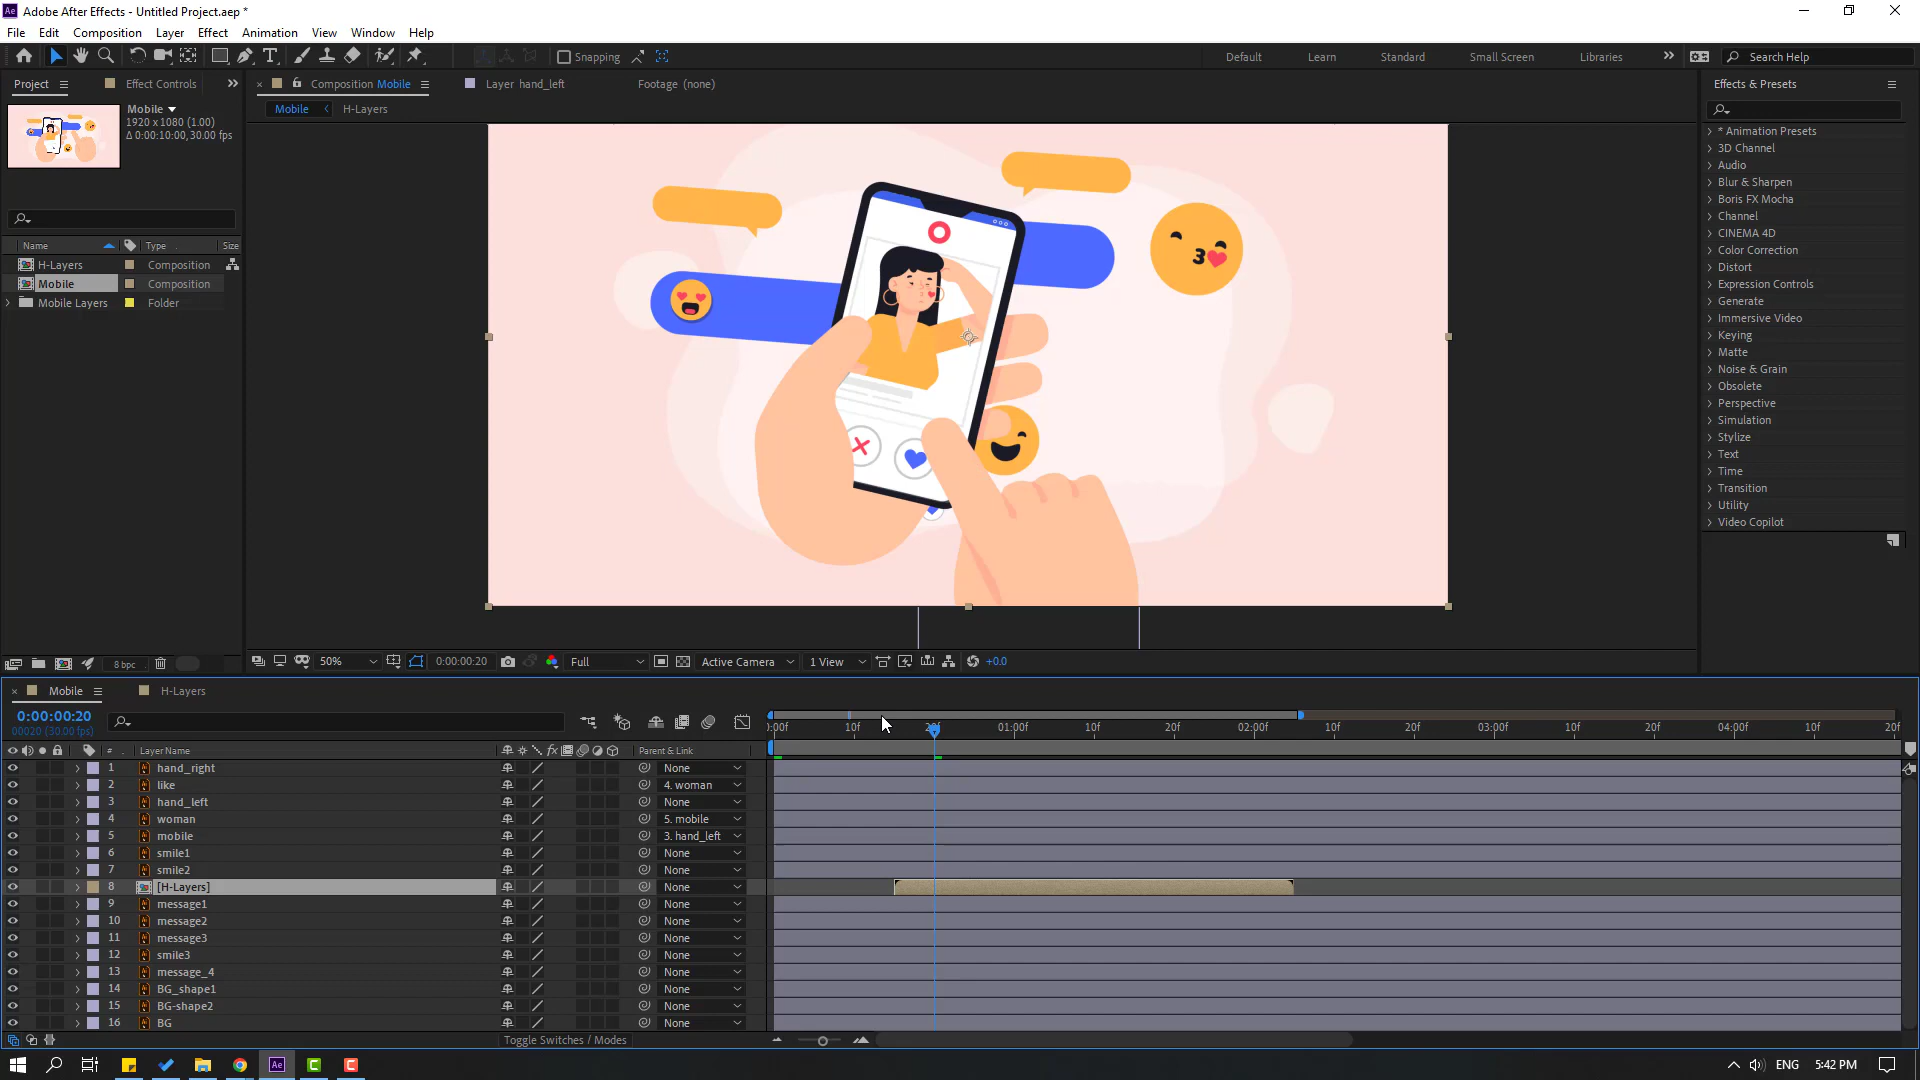 Adobe After Effects - Untitled Project.aep *
File Edit Composition Layer Effect Animation View Window Help
Snapping
Default Learn Standard Small Screen Libraries
Search Help
Project
Effect Controls
Composition Mobile
Layer hand_left
Footage (none)
Effects & Presets
Mobile
1920 x 1080 (1.00)
Δ 0:00:10:00, 30.00 fps
Mobile H-Layers
Name Type Size
H-Layers Composition
Mobile Composition
Mobile Layers Folder
* Animation Presets
3D Channel
Audio
Blur & Sharpen
Boris FX Mocha
Channel
CINEMA 4D
Color Correction
Distort
Expression Controls
Generate
Immersive Video
Keying
Matte
Noise & Grain
Obsolete
Perspective
Simulation
Stylize
Text
Time
Transition
Utility
Video Copilot
8 bpc
50% 0:00:00:20 Full Active Camera 1 View +0.0
Mobile H-Layers
0:00:00:20
00020 (30.00 fps)
:00f 10f 20f 01:00f 10f 20f 02:00f 10f 20f 03:00f 10f 20f 04:00f 10f 20f
# Layer Name fx Parent & Link
1 hand_right None
2 like 4. woman
3 hand_left None
4 woman 5. mobile
5 mobile 3. hand_left
6 smile1 None
7 smile2 None
8 [H-Layers] None
9 message1 None
10 message2 None
11 message3 None
12 smile3 None
13 message_4 None
14 BG_shape1 None
15 BG-shape2 None
16 BG None
Toggle Switches / Modes
ENG 5:42 PM